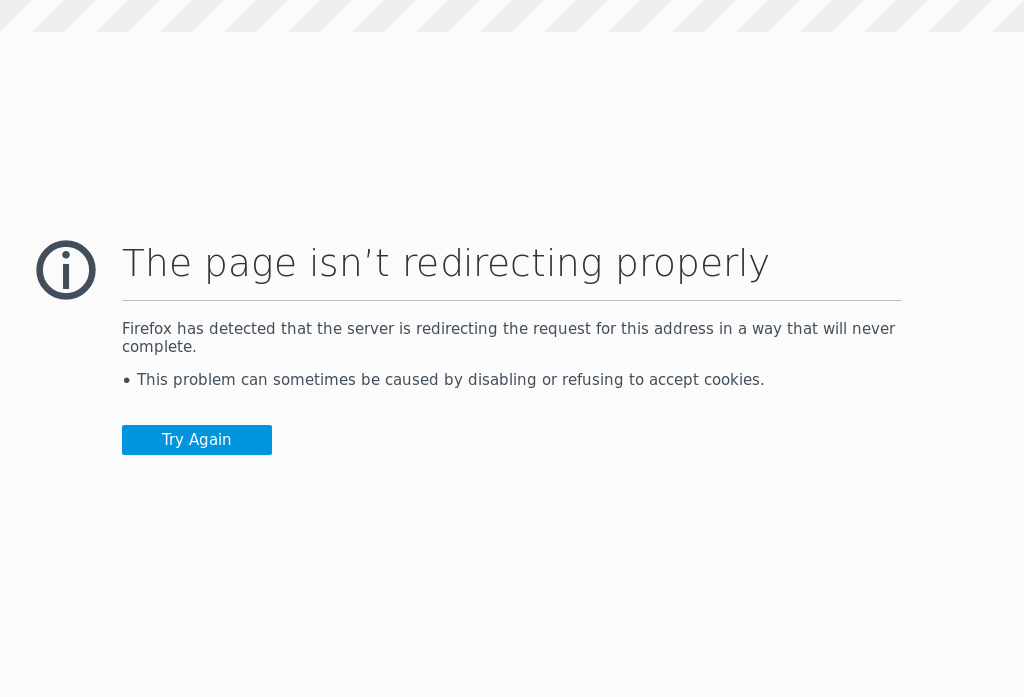 The page isn’t redirecting properly
Firefox has detected that the server is redirecting the request for this address in a way that will never
complete.
• This problem can sometimes be caused by disabling or refusing to accept cookies.
Try Again